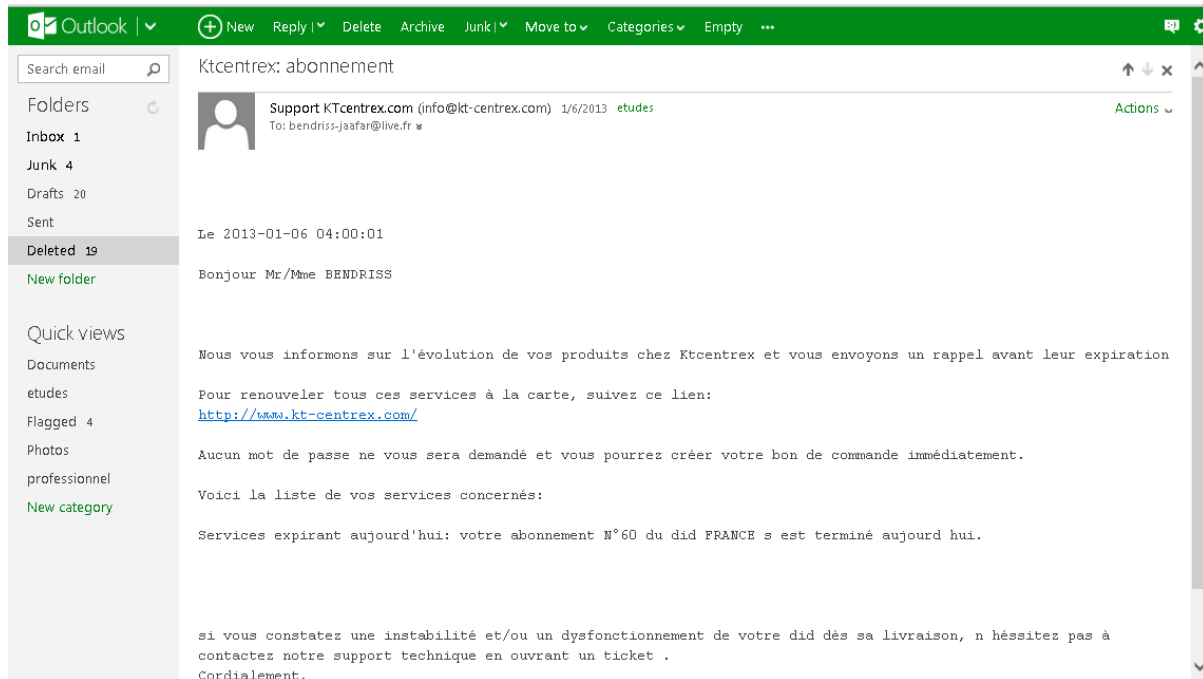 Outlook
New Reply Delete Archive Junk Move to Categories Empty •••
Search email
Folders
Inbox 1
Junk 4
Drafts 20
Sent
Deleted 19
New folder
Quick views
Documents
etudes
Flagged 4
Photos
professionnel
New category
Ktcentrex: abonnement
Support KTcentrex.com (info@kt-centrex.com) 1/6/2013 etudes
Actions
To: bendriss-jaafar@live.fr
Le 2013-01-06 04:00:01
Bonjour Mr/Mme BENDRISS
Nous vous informons sur l'évolution de vos produits chez Ktcentrex et vous envoyons un rappel avant leur expiration
Pour renouveler tous ces services à la carte, suivez ce lien:
http://www.kt-centrex.com/
Aucun mot de passe ne vous sera demandé et vous pourrez créer votre bon de commande immédiatement.
Voici la liste de vos services concernés:
Services expirant aujourd'hui: votre abonnement N°60 du did FRANCE s est terminé aujourd hui.
si vous constatez une instabilité et/ou un dysfonctionnement de votre did dès sa livraison, n héssitez pas à
contactez notre support technique en ouvrant un ticket .
Cordialement.